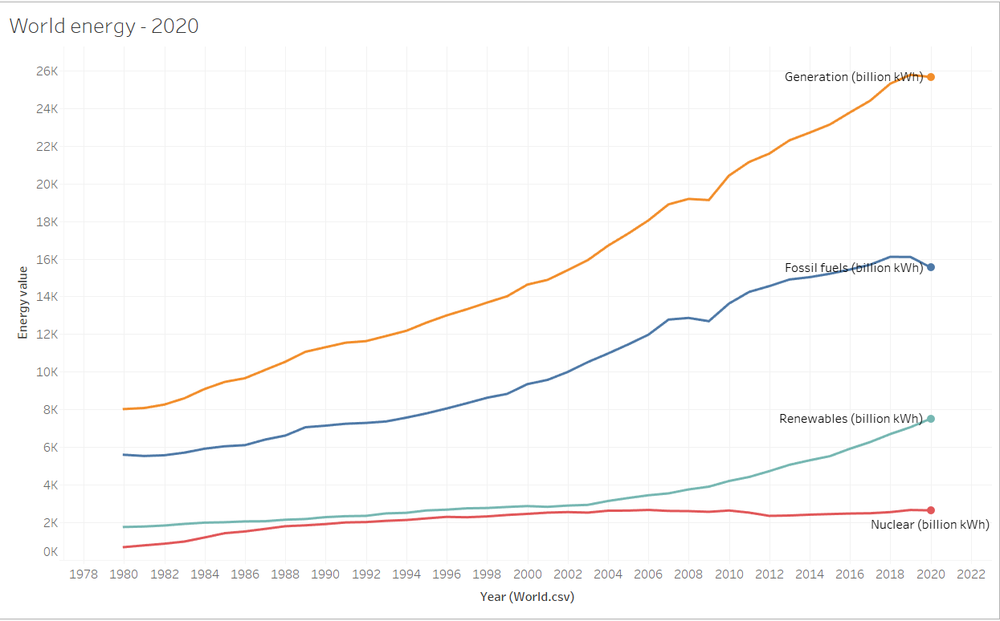 World energy - 2020
26K
24K
22K
20K
18K
16K
14K
12K
10K
8K
6K
4K
2K
0K
Energy value
Generation (billion kWh)
Fossil fuels (billion kWh)
Renewables (billion kWh)
Nuclear (billion kWh)
1978 1980 1982 1984 1986 1988 1990 1992 1994 1996 1998 2000 2002 2004 2006 2008 2010 2012 2014 2016 2018 2020 2022
Year (World.csv)